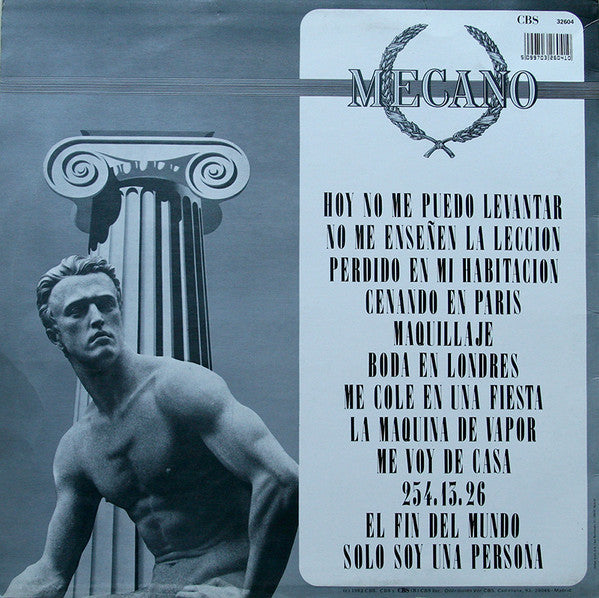 CBS 32604
5099703260410
MECANO
HOY NO ME PUEDO LEVANTAR
NO ME ENSEÑEN LA LECCION
PERDIDO EN MI HABITACION
CENANDO EN PARIS
MAQUILLAJE
BODA EN LONDRES
ME COLE EN UNA FIESTA
LA MAQUINA DE VAPOR
ME VOY DE CASA
254.13.26
EL FIN DEL MUNDO
SOLO SOY UNA PERSONA